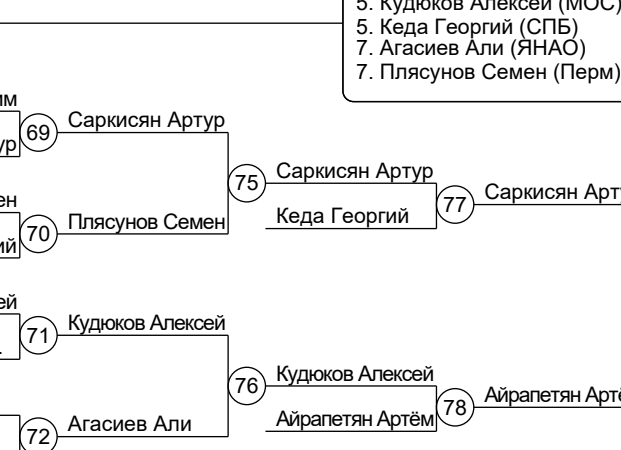 5. Кудюков Алексей (МОС)
5. Кеда Георгий (СПБ)
7. Агасиев Али (ЯНАО)
7. Плясунов Семен (Перм)
69
Саркисян Артур
75
Саркисян Артур
77
Кеда Георгий
70
Плясунов Семен
71
Кудюков Алексей
76
Кудюков Алексей
78
Айрапетян Артём
72
Агасиев Али